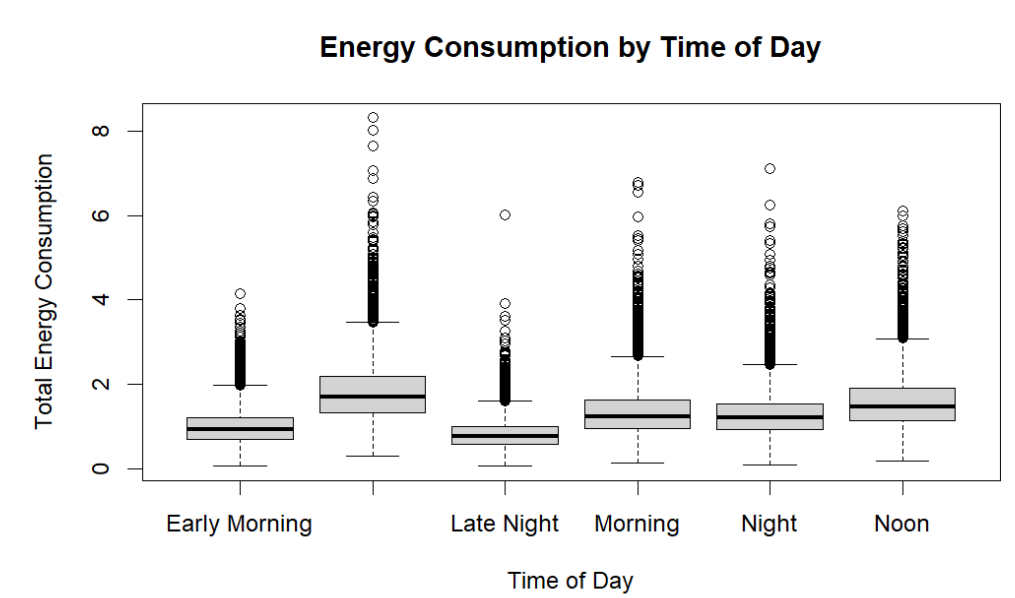 Energy Consumption by Time of Day
Total Energy Consumption
8
6
4
2
0
Early Morning Late Night Morning Night Noon
Time of Day